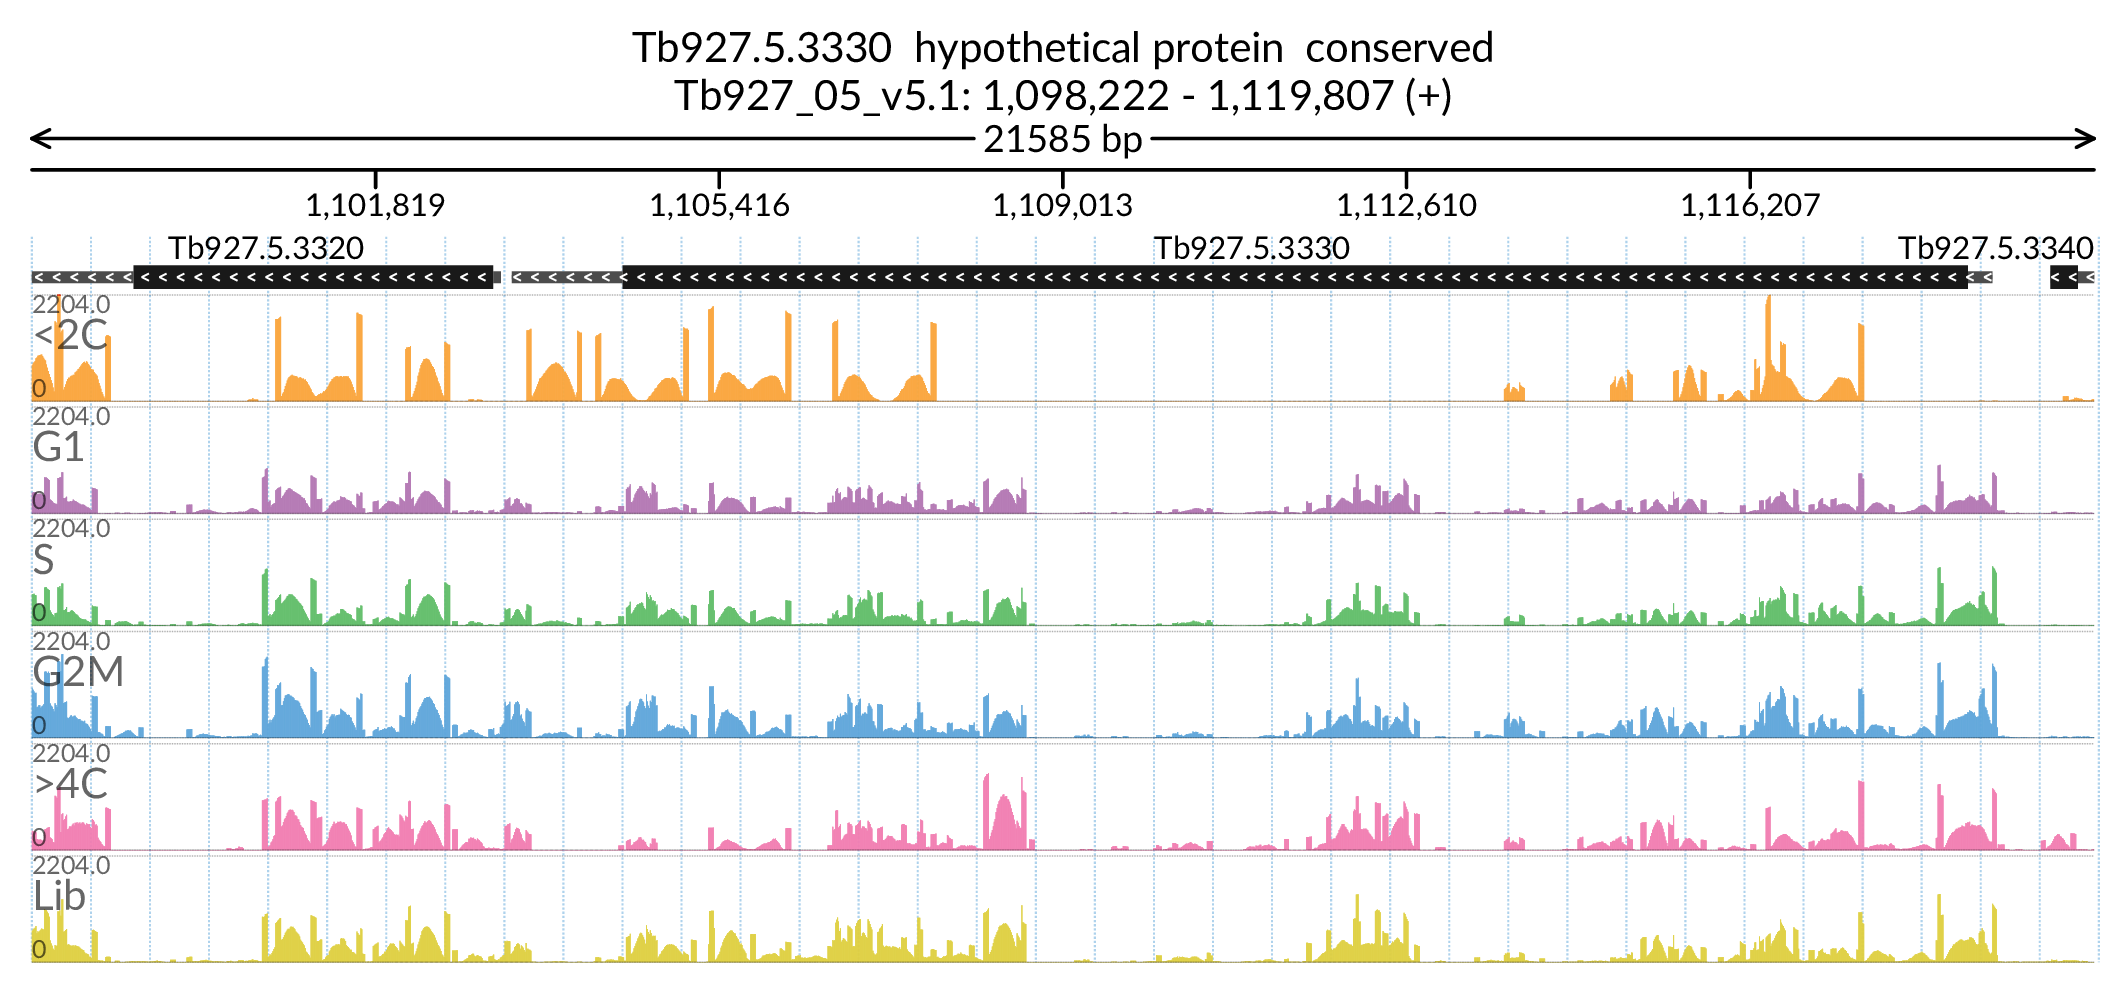 Tb927.5.3330  hypothetical protein  conserved
Tb927_05_v5.1: 1,098,222 - 1,119,807 (+)
21585 bp
1,101,819 1,105,416 1,109,013 1,112,610 1,116,207
Tb927.5.3320 Tb927.5.3330 Tb927.5.3340
2204.0
<2C
0
2204.0
G1
0
2204.0
S
0
2204.0
G2M
0
2204.0
>4C
0
2204.0
Lib
0